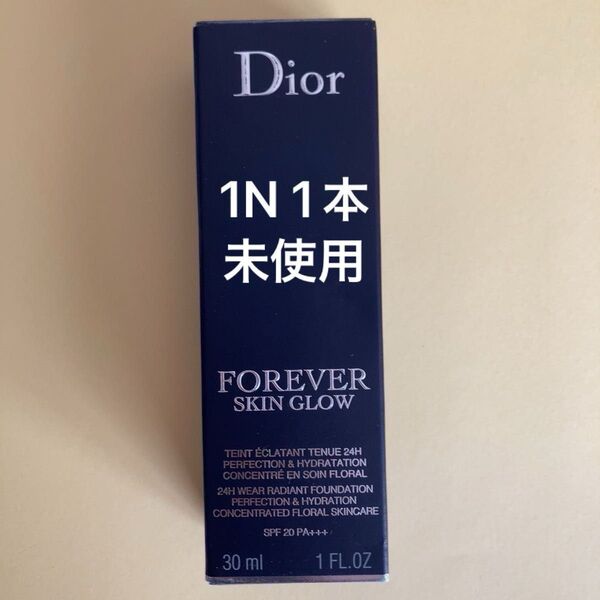 Dior
1N 1本
未使用
FOREVER
SKIN GLOW
TEINT ÉCLATANT TENUE 24H
PERFECTION & HYDRATATION
CONCENTRÉ EN SOIN FLORAL
24H WEAR RADIANT FOUNDATION
PERFECTION & HYDRATION
CONCENTRATED FLORAL SKINCARE
SPF 20 PA+++
30 ml 1 FL.OZ